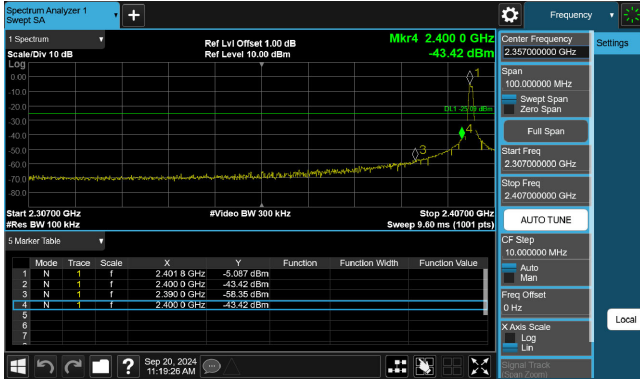 Spectrum Analyzer 1
Swept SA
Frequency
Settings
1 Spectrum
Scale/Div 10 dB
Ref Lvl Offset 1.00 dB
Ref Level 10.00 dBm
Mkr4 2.400 0 GHz
-43.42 dBm
Log
0.00
-10.0
-20.0
-30.0
-40.0
-50.0
-60.0
-70.0
-80.0
1
DL1 -25.09 dBm
4
3
Start 2.30700 GHz
#Res BW 100 kHz
#Video BW 300 kHz
Stop 2.40700 GHz
Sweep 9.60 ms (1001 pts)
5 Marker Table
Mode Trace Scale X Y Function Function Width Function Value
1 N 1 f 2.401 8 GHz -5.087 dBm
2 N 1 f 2.400 0 GHz -43.42 dBm
3 N 1 f 2.390 0 GHz -58.35 dBm
4 N 1 f 2.400 0 GHz -43.42 dBm
5
6
7
Sep 20, 2024
11:19:26 AM
Center Frequency
2.357000000 GHz
Span
100.000000 MHz
Swept Span
Zero Span
Full Span
Start Freq
2.307000000 GHz
Stop Freq
2.407000000 GHz
AUTO TUNE
CF Step
10.000000 MHz
Auto
Man
Freq Offset
0 Hz
X Axis Scale
Log
Lin
Signal Track
(Span Zoom)
Local